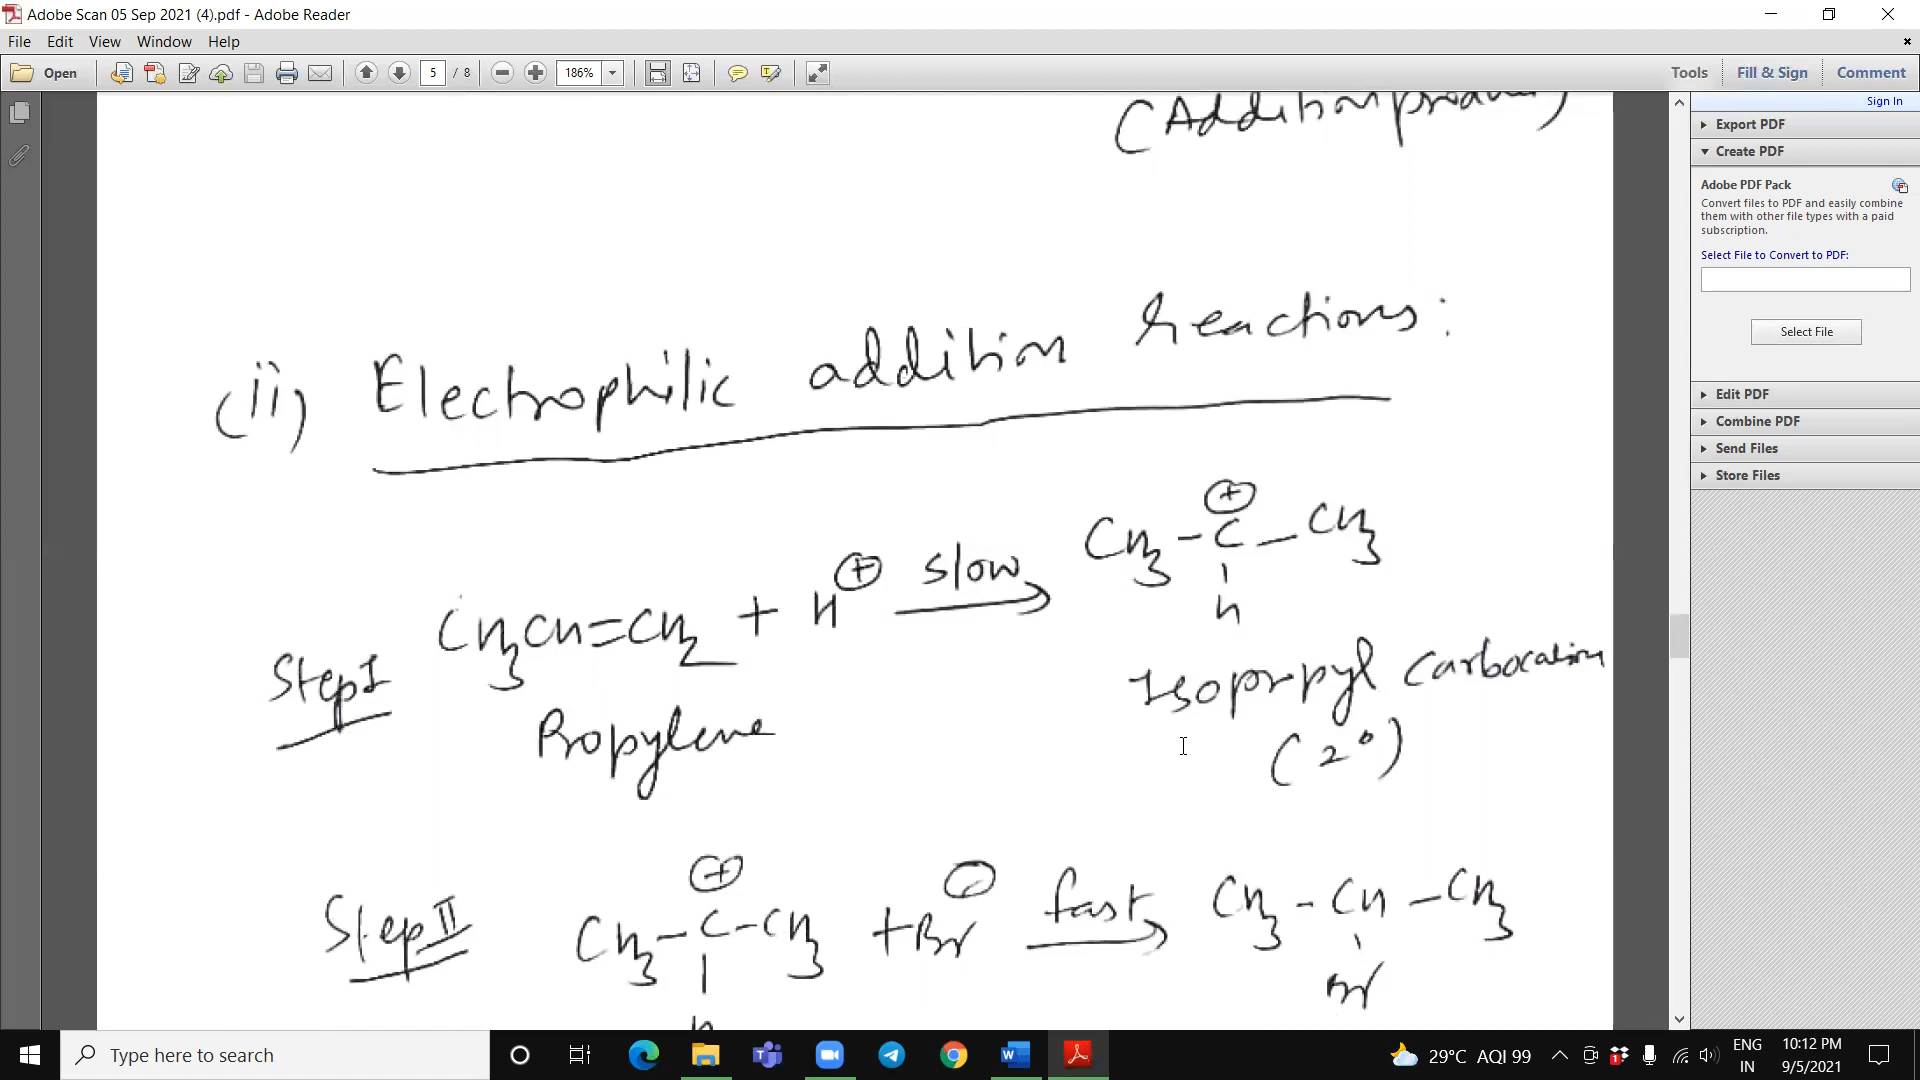 Adobe Scan 05 Sep 2021 (4).pdf - Adobe Reader
File Edit View Window Help
Open 5 / 8 186% Tools Fill & Sign Comment
Sign In
Export PDF
Create PDF
Adobe PDF Pack
Convert files to PDF and easily combine
them with other file types with a paid
subscription.
Select File to Convert to PDF:
Select File
Edit PDF
Combine PDF
Send Files
Store Files
(Addition product)
(ii) Electrophilic addition reactions:
Step I CH3CH=CH2 + H⊕ slow CH3-C⊕-CH3
H
Propylene
Isoprpyl carbocation
(2°)
Step II CH3-C⊕-CH3 + Br⊖ fast CH3-CH-CH3
H
Br
Type here to search
29°C AQI 99 ENG 10:12 PM
IN 9/5/2021